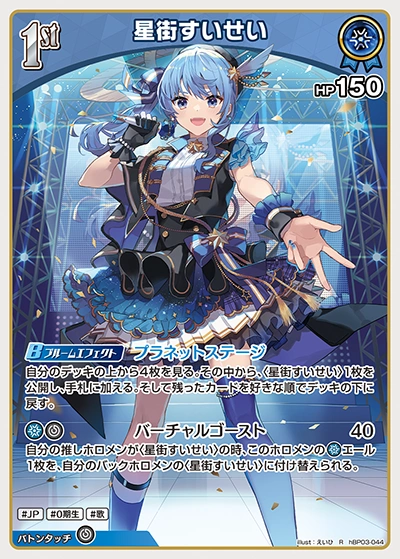 1st
星街すいせい
HP150
Bブルームエフェクト プラネットステージ
自分のデッキの上から4枚を見る。その中から、〈星街すいせい〉1枚を
公開し、手札に加える。そして残ったカードを好きな順でデッキの下に
戻す。
バーチャルゴースト 40
自分の推しホロメンが〈星街すいせい〉の時、このホロメンの エール
1枚を、自分のバックホロメンの〈星街すいせい〉に付け替えられる。
#JP #0期生 #歌
バトンタッチ
illust：えいひ R hBP03-044